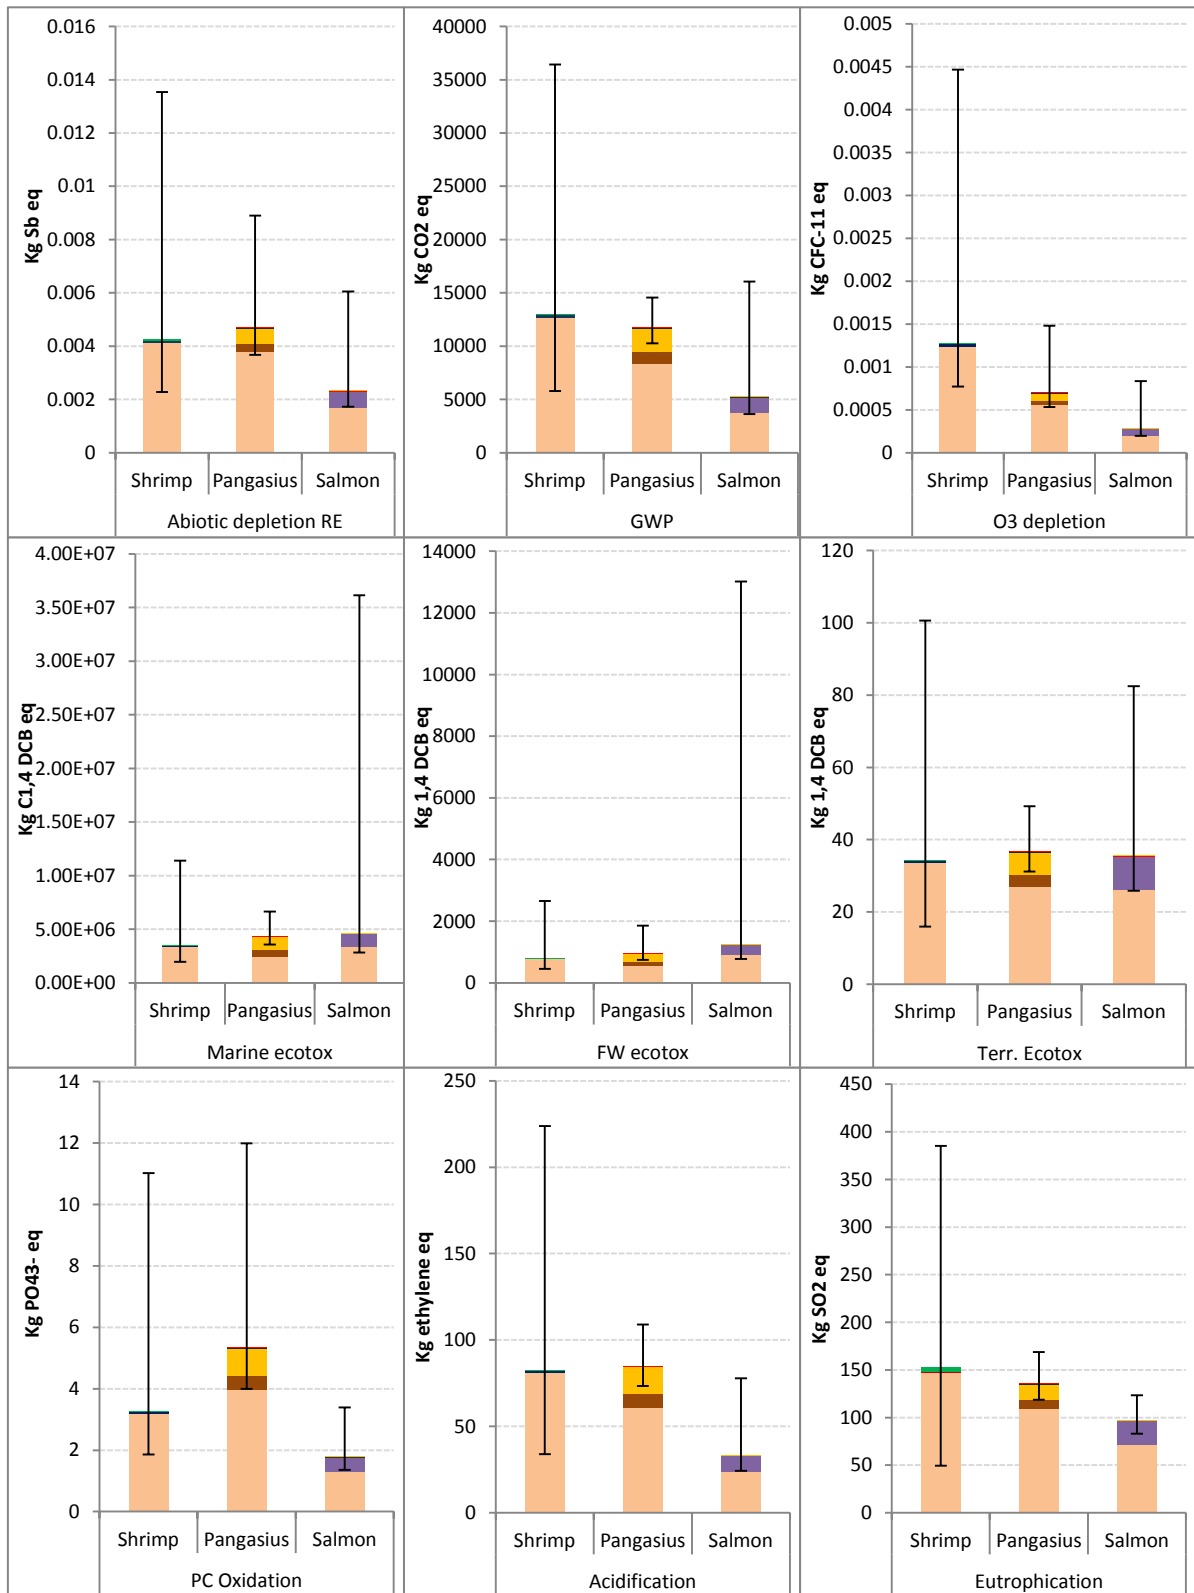 0.016
0.014
0.012
0.01
0.008
0.006
0.004
0.002
0
Kg Sb eq
Shrimp Pangasius Salmon
Abiotic depletion RE
40000
35000
30000
25000
20000
15000
10000
5000
0
Kg CO2 eq
Shrimp Pangasius Salmon
GWP
0.005
0.0045
0.004
0.0035
0.003
0.0025
0.002
0.0015
0.001
0.0005
0
Kg CFC-11 eq
Shrimp Pangasius Salmon
O3 depletion
4.00E+07
3.50E+07
3.00E+07
2.50E+07
2.00E+07
1.50E+07
1.00E+07
5.00E+06
0.00E+00
Kg C1,4 DCB eq
Shrimp Pangasius Salmon
Marine ecotox
14000
12000
10000
8000
6000
4000
2000
0
Kg 1,4 DCB eq
Shrimp Pangasius Salmon
FW ecotox
120
100
80
60
40
20
0
Kg 1,4 DCB eq
Shrimp Pangasius Salmon
Terr. Ecotox
14
12
10
8
6
4
2
0
Kg PO43- eq
Shrimp Pangasius Salmon
PC Oxidation
250
200
150
100
50
0
Kg ethylene eq
Shrimp Pangasius Salmon
Acidification
450
400
350
300
250
200
150
100
50
0
Kg SO2 eq
Shrimp Pangasius Salmon
Eutrophication